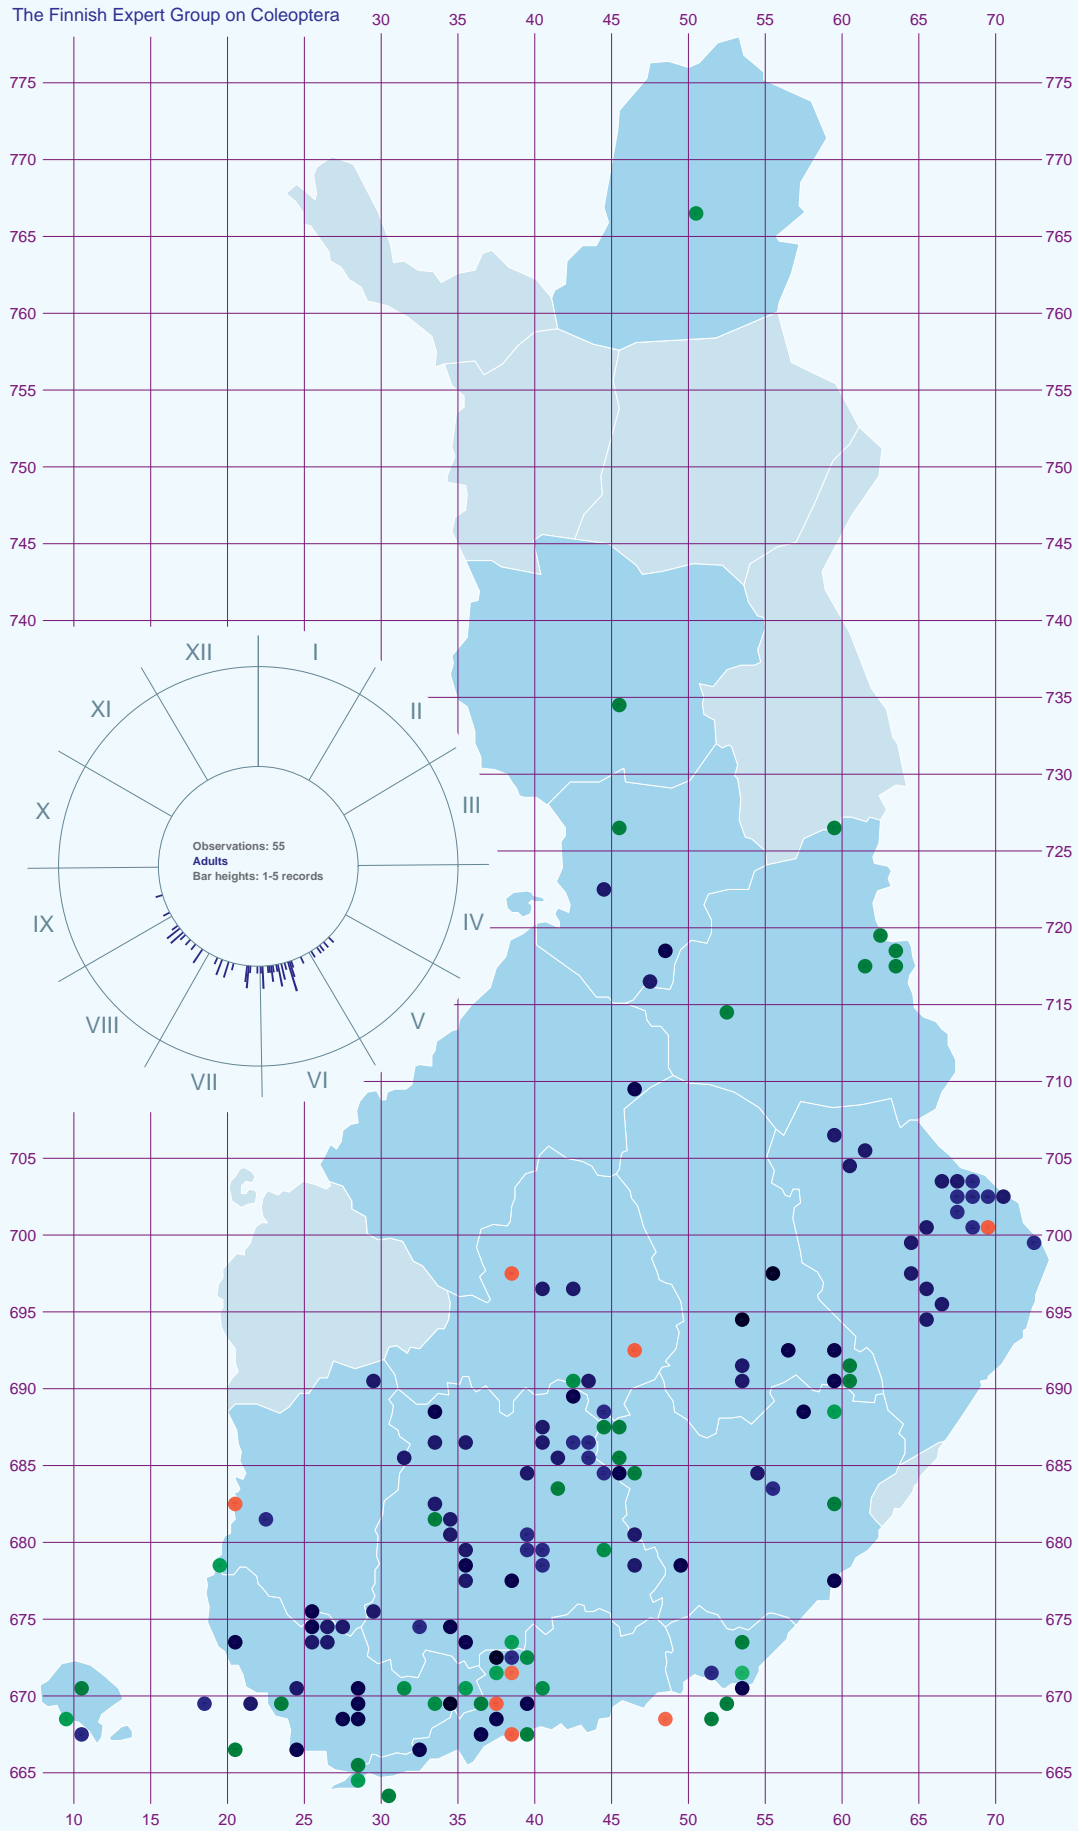 The Finnish Expert Group on Coleoptera
30 35 40 45 50 55 60 65 70
775 775
770 770
765 765
760 760
755 755
750 750
745 745
740 740
XII I
XI II
735
730
X III
Observations: 55
Adults
Bar heights: 1-5 records
725
IX IV
720
715
VIII V
VII VI
710
705 705
700 700
695 695
690 690
685 685
680 680
675 675
670 670
665 665
10 15 20 25 30 35 40 45 50 55 60 65 70